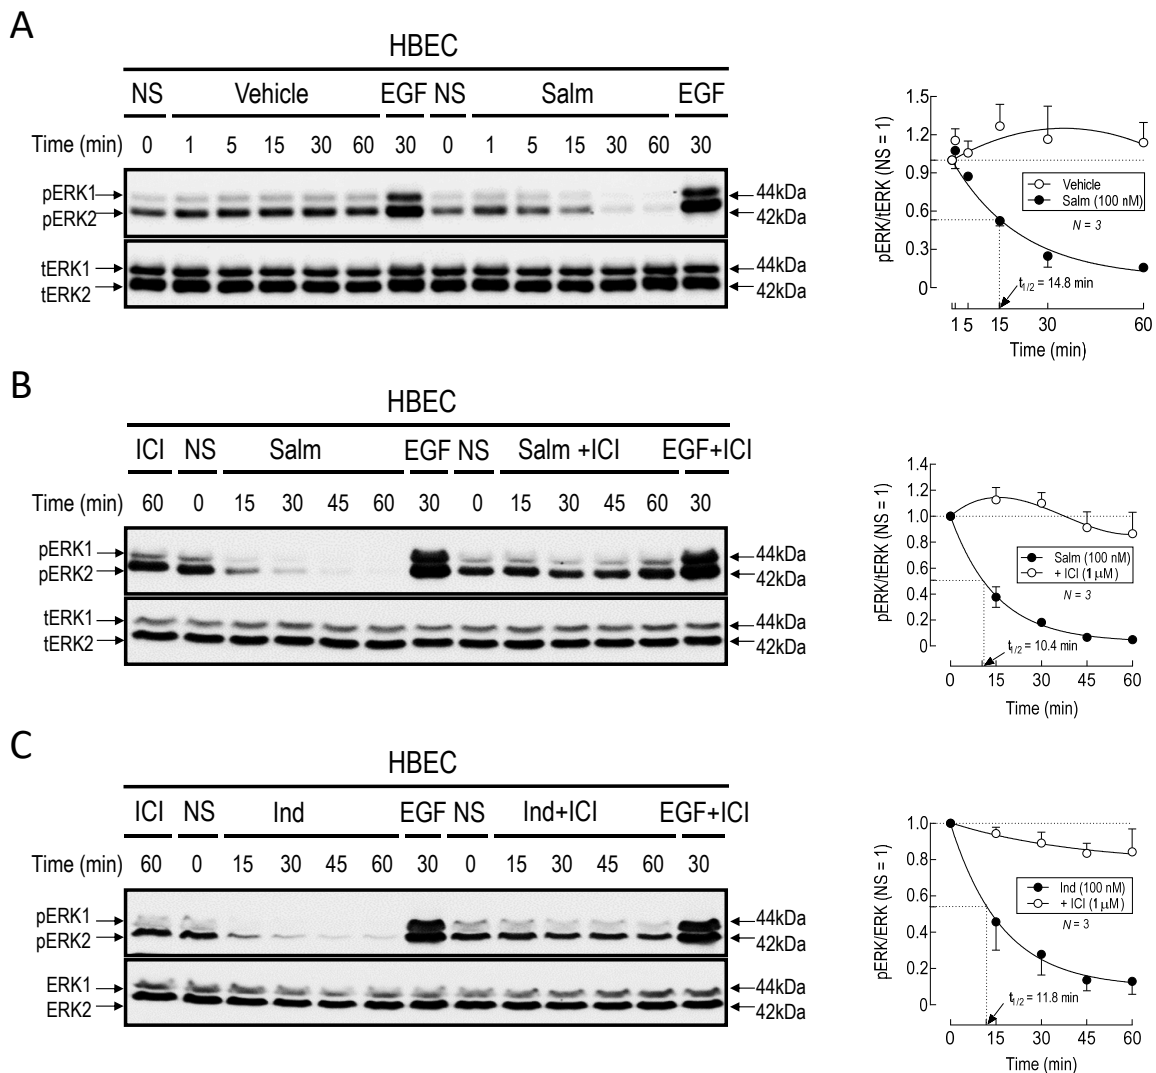 A
HBEC
NS Vehicle EGF NS Salm EGF
Time (min) 0 1 5 15 30 60 30 0 1 5 15 30 60 30
pERK1 44kDa
pERK2 42kDa
tERK1 44kDa
tERK2 42kDa
pERK/tERK (NS = 1)
1.5
1.2
0.9
0.6
0.3
0
Vehicle
Salm (100 nM)
N = 3
t1/2 = 14.8 min
1 5 15 30 60
Time (min)
B
HBEC
ICI NS Salm EGF NS Salm +ICI EGF+ICI
Time (min) 60 0 15 30 45 60 30 0 15 30 45 60 30
pERK1 44kDa
pERK2 42kDa
tERK1 44kDa
tERK2 42kDa
pERK/tERK (NS = 1)
1.4
1.2
1.0
0.8
0.6
0.4
0.2
0
Salm (100 nM)
+ ICI (1 µM)
N = 3
t1/2 = 10.4 min
0 15 30 45 60
Time (min)
C
HBEC
ICI NS Ind EGF NS Ind+ICI EGF+ICI
Time (min) 60 0 15 30 45 60 30 0 15 30 45 60 30
pERK1 44kDa
pERK2 42kDa
ERK1 44kDa
ERK2 42kDa
pERK/ERK (NS = 1)
1.0
0.8
0.6
0.4
0.2
0
Ind (100 nM)
+ ICI (1 µM)
N = 3
t1/2 = 11.8 min
0 15 30 45 60
Time (min)